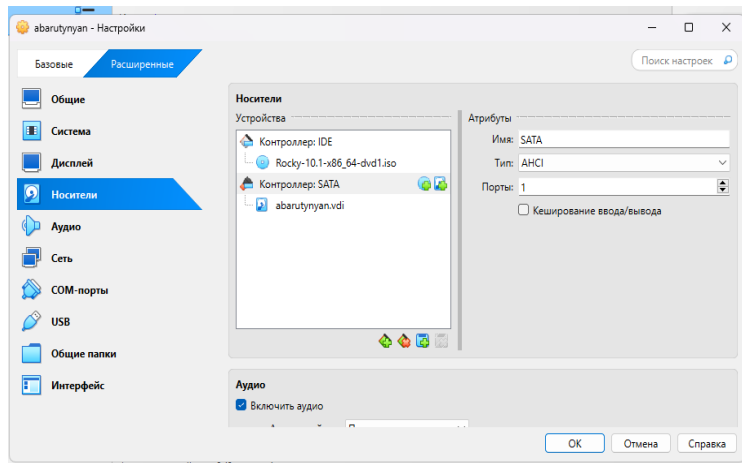 abarutynyan - Настройки
Базовые
Расширенные
Поиск настроек
Общие
Система
Дисплей
Носители
Аудио
Сеть
COM-порты
USB
Общие папки
Интерфейс
Носители
Устройства
Контроллер: IDE
Rocky-10.1-x86_64-dvd1.iso
Контроллер: SATA
abarutynyan.vdi
Атрибуты
Имя: SATA
Тип: AHCI
Порты: 1
Кеширование ввода/вывода
Аудио
Включить аудио
OK Отмена Справка